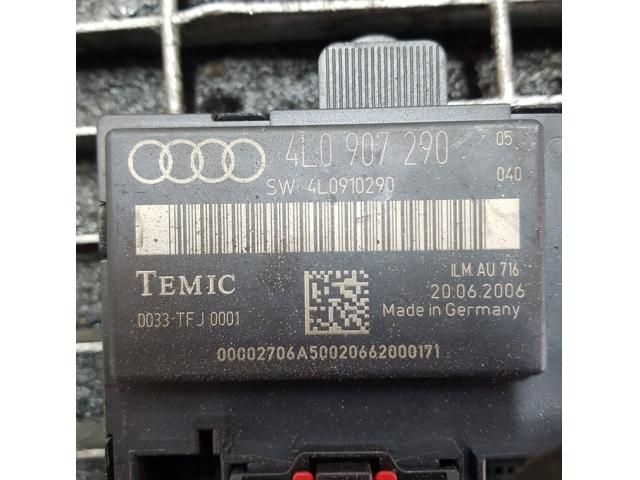 4L0 907 290 05
SW: 4L0910290 040
TEMIC ILM AU 716
0033-TFJ 0001 20.06.2006
Made in Germany
00002706A50020662000171